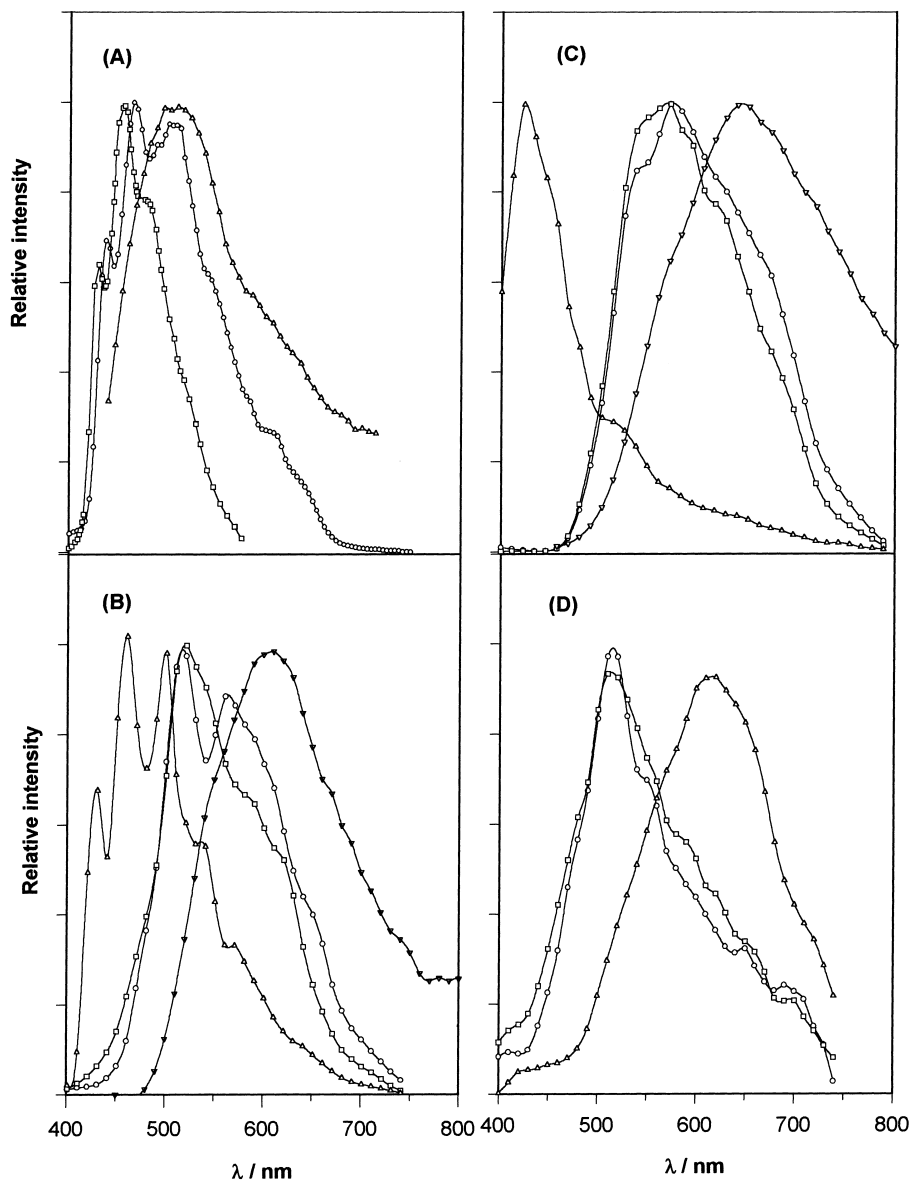 (A)
(C)
Relative intensity
(B)
(D)
Relative intensity
400 500 600 700 800
400 500 600 700 800
λ / nm
λ / nm